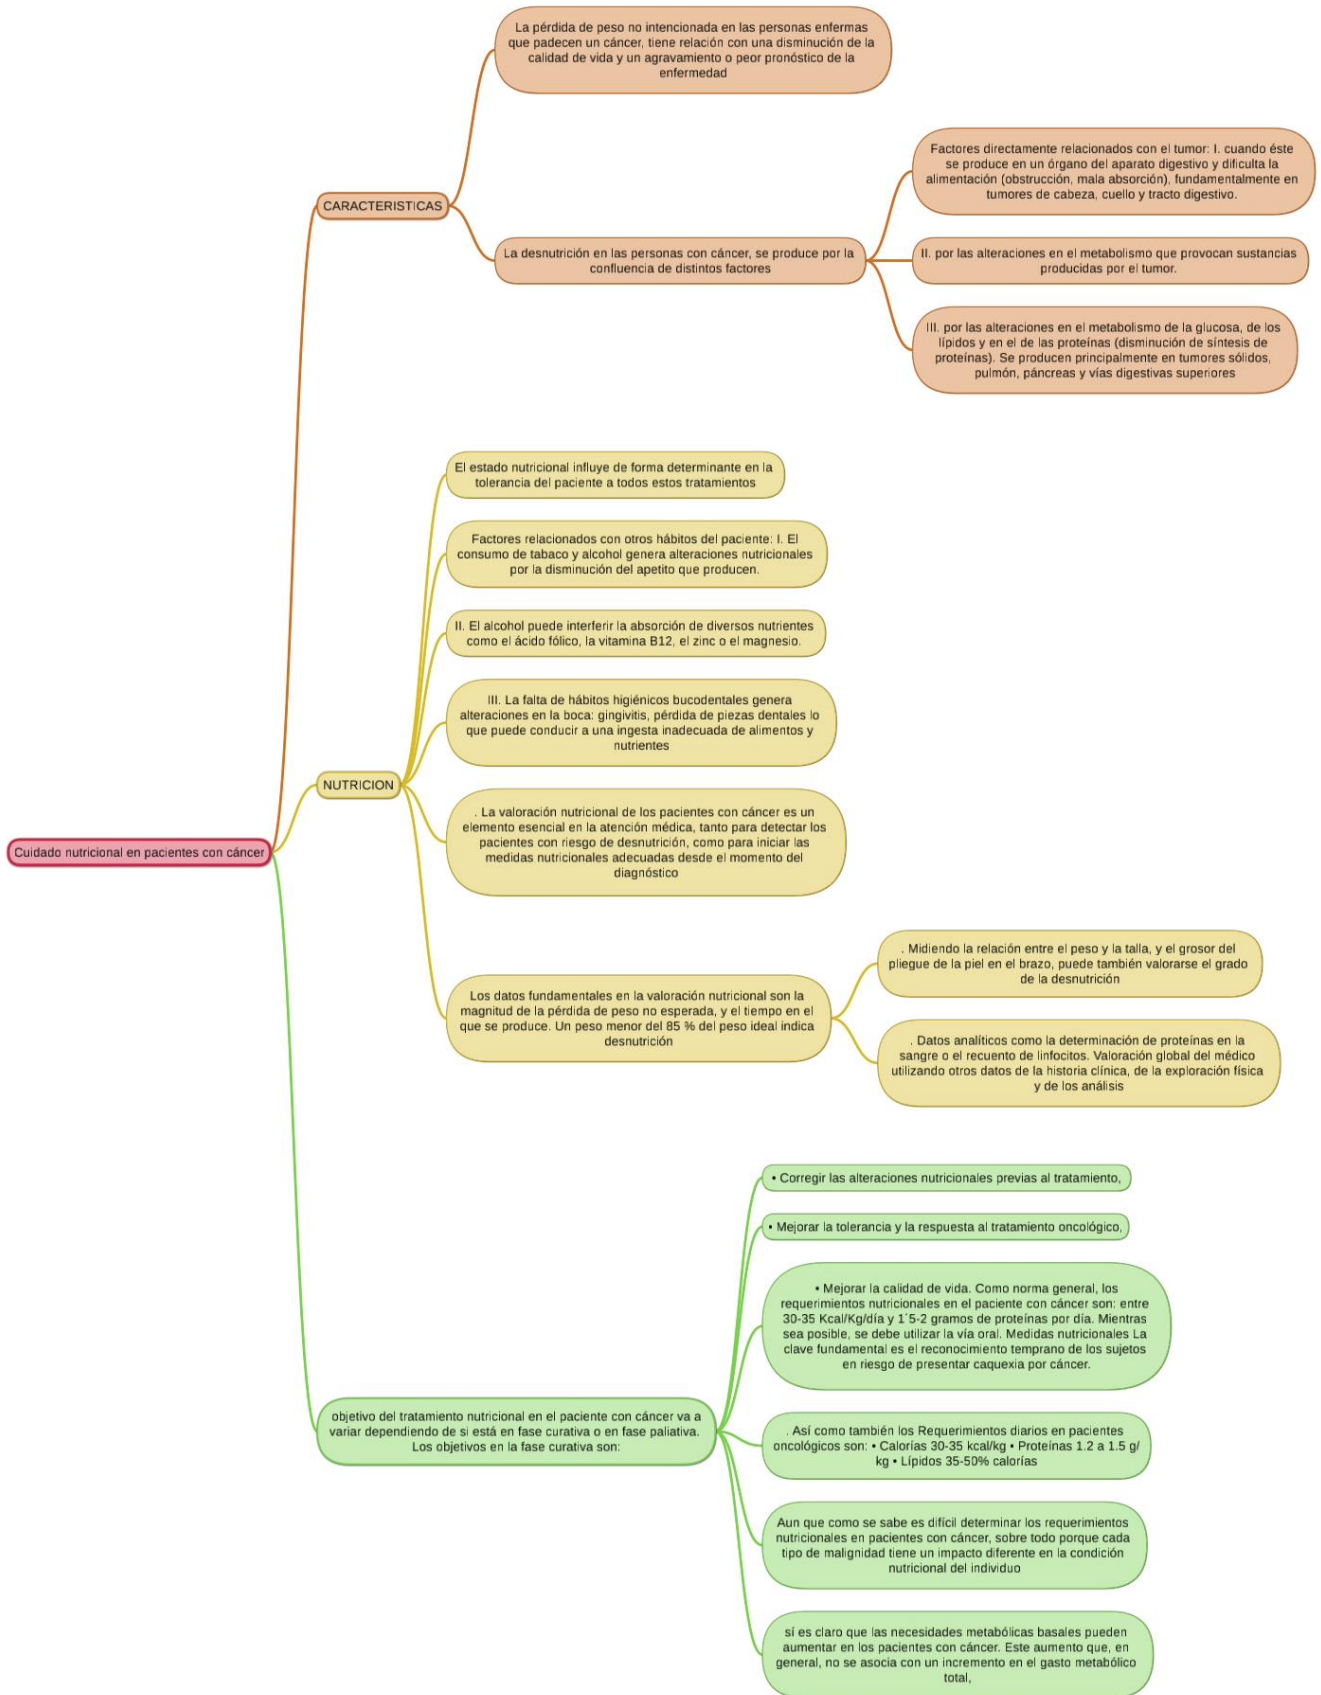 La pérdida de peso no intencionada en las personas enfermas
que padecen un cáncer, tiene relación con una disminución de la
calidad de vida y un agravamiento o peor pronóstico de la
enfermedad
Factores directamente relacionados con el tumor: I. cuando éste
se produce en un órgano del aparato digestivo y dificulta la
alimentación (obstrucción, mala absorción), fundamentalmente en
tumores de cabeza, cuello y tracto digestivo.
CARACTERISTICAS
La desnutrición en las personas con cáncer, se produce por la
confluencia de distintos factores
II. por las alteraciones en el metabolismo que provocan sustancias
producidas por el tumor.
III. por las alteraciones en el metabolismo de la glucosa, de los
lípidos y en el de las proteínas (disminución de síntesis de
proteínas). Se producen principalmente en tumores sólidos,
pulmón, páncreas y vías digestivas superiores
El estado nutricional influye de forma determinante en la
tolerancia del paciente a todos estos tratamientos
Factores relacionados con otros hábitos del paciente: I. El
consumo de tabaco y alcohol genera alteraciones nutricionales
por la disminución del apetito que producen.
II. El alcohol puede interferir la absorción de diversos nutrientes
como el ácido fólico, la vitamina B12, el zinc o el magnesio.
III. La falta de hábitos higiénicos bucodentales genera
alteraciones en la boca: gingivitis, pérdida de piezas dentales lo
que puede conducir a una ingesta inadecuada de alimentos y
nutrientes
NUTRICION
. La valoración nutricional de los pacientes con cáncer es un
elemento esencial en la atención médica, tanto para detectar los
pacientes con riesgo de desnutrición, como para iniciar las
medidas nutricionales adecuadas desde el momento del
diagnóstico
Cuidado nutricional en pacientes con cáncer
Los datos fundamentales en la valoración nutricional son la
magnitud de la pérdida de peso no esperada, y el tiempo en el
que se produce. Un peso menor del 85 % del peso ideal indica
desnutrición
. Midiendo la relación entre el peso y la talla, y el grosor del
pliegue de la piel en el brazo, puede también valorarse el grado
de la desnutrición
. Datos analíticos como la determinación de proteínas en la
sangre o el recuento de linfocitos. Valoración global del médico
utilizando otros datos de la historia clínica, de la exploración física
y de los análisis
objetivo del tratamiento nutricional en el paciente con cáncer va a
variar dependiendo de si está en fase curativa o en fase paliativa.
Los objetivos en la fase curativa son:
• Corregir las alteraciones nutricionales previas al tratamiento,
• Mejorar la tolerancia y la respuesta al tratamiento oncológico,
• Mejorar la calidad de vida. Como norma general, los
requerimientos nutricionales en el paciente con cáncer son: entre
30-35 Kcal/Kg/día y 1´5-2 gramos de proteínas por día. Mientras
sea posible, se debe utilizar la vía oral. Medidas nutricionales La
clave fundamental es el reconocimiento temprano de los sujetos
en riesgo de presentar caquexia por cáncer.
. Así como también los Requerimientos diarios en pacientes
oncológicos son: • Calorías 30-35 kcal/kg • Proteínas 1.2 a 1.5 g/
kg • Lípidos 35-50% calorías
Aun que como se sabe es difícil determinar los requerimientos
nutricionales en pacientes con cáncer, sobre todo porque cada
tipo de malignidad tiene un impacto diferente en la condición
nutricional del individuo
sí es claro que las necesidades metabólicas basales pueden
aumentar en los pacientes con cáncer. Este aumento que, en
general, no se asocia con un incremento en el gasto metabólico
total,